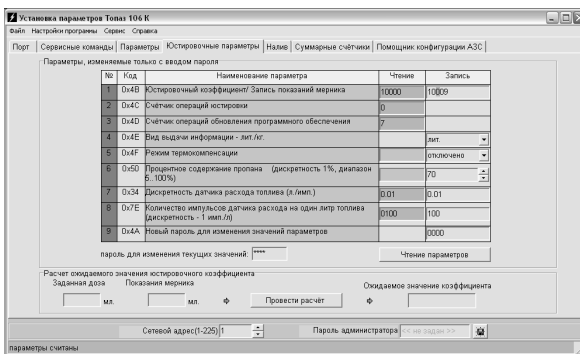 Установка параметров Топаз 106 К
Файл Настройки программы Сервис Справка
Порт Сервисные команды Параметры Юстировочные параметры Налив Суммарные счётчики Помощник конфигурации АЗС
Параметры, изменяемые только с вводом пароля
№ Код Наименование параметра Чтение Запись
1 0x4B Юстировочный коэффициент/ Запись показаний мерника 10000 10009
2 0x4C Счётчик операций юстировки 0
3 0x4D Счётчик операций обновления программного обеспечения 7
4 0x4E Вид выдачи информации - лит./кг. лит.
5 0x4F Режим термокомпенсации отключено
6 0x50 Процентное содержание пропана (дискретность 1%, диапазон 70
5..100%)
7 0x34 Дискретность датчика расхода топлива (л./имп.) 0.01 0.01
8 0x7E Количество импульсов датчика расхода на один литр топлива 0100 100
(дискретность - 1 имп./л)
9 0x4A Новый пароль для изменения значений параметров 0000
пароль для изменения текущих значений: **** Чтение параметров
Расчет ожидаемого значения юстировочного коэффициента
Заданная доза Показания мерника Ожидаемое значение коэффициента
мл. мл. Ф Провести расчёт Ф
Сетевой адрес(1-225) 1 Пароль администратора << не задан >>
параметры считаны